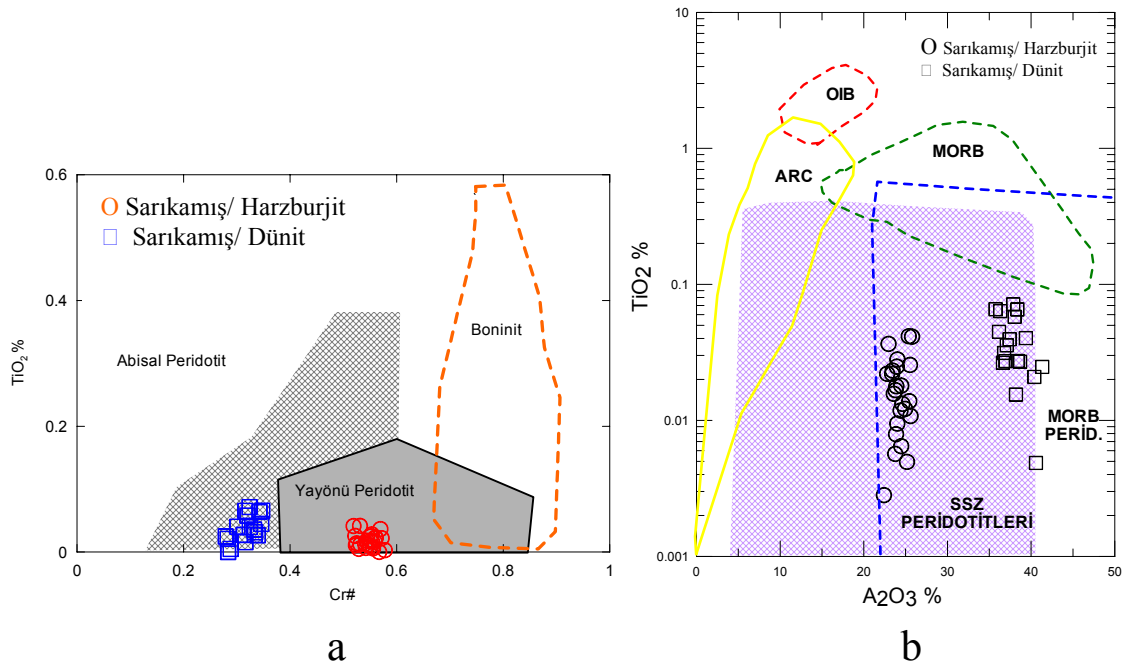 0.6
0.4
0.2
0
0
0.2
0.4
0.6
0.8
1
TiO2 %
Cr#
O Sarıkamış/ Harzburjit
□ Sarıkamış/ Dünit
Abisal Peridotit
Boninit
Yayönü Peridotit
a
10
1
0.1
0.01
0.001
0
10
20
30
40
50
TiO2 %
A2O3 %
O Sarıkamış/ Harzburjit
□ Sarıkamış/ Dünit
OIB
MORB
ARC
MORB
PERİD.
SSZ
PERİDOTİTLERİ
b